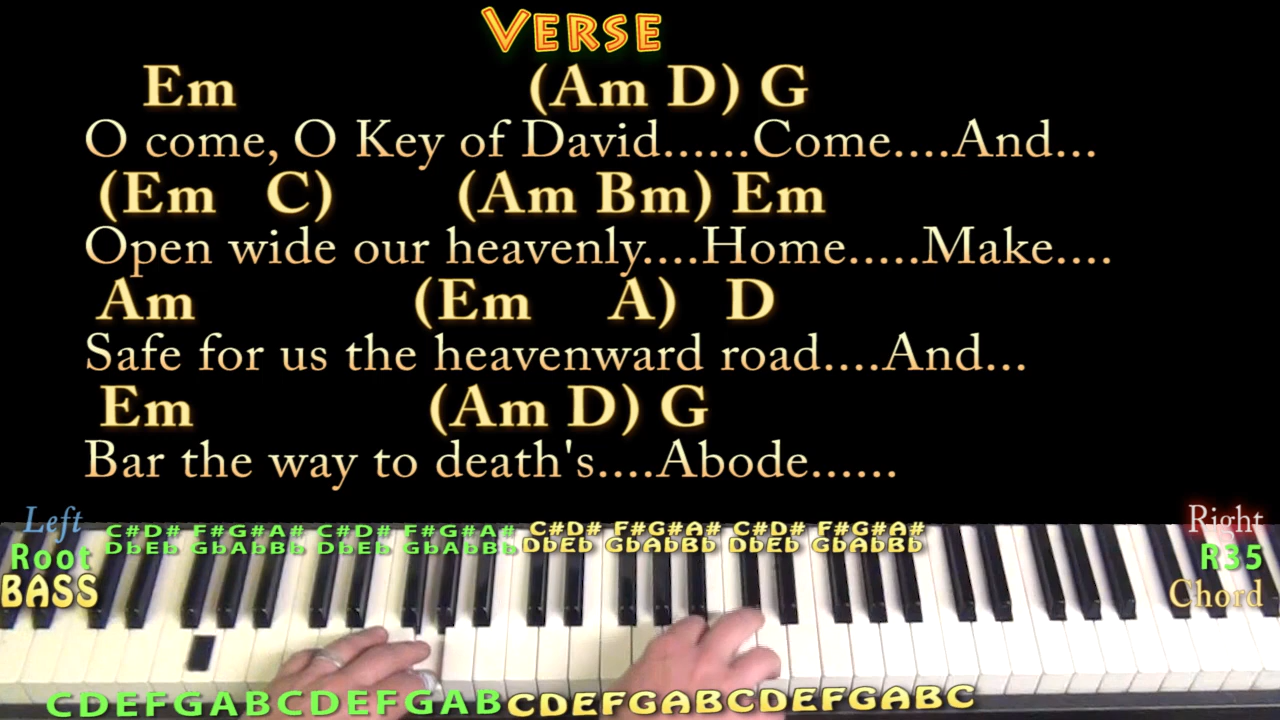 VERSE
Em (Am D) G
O come, O Key of David......Come....And...
(Em C) (Am Bm) Em
Open wide our heavenly....Home.....Make....
Am (Em A) D
Safe for us the heavenward road....And...
Em (Am D) G
Bar the way to death's....Abode......
Left C#D# F#G#A# C#D# F#G#A# C#D# F#G#A# C#D# F#G#A# Right
Root DbEb GbAbBb DbEb GbAbBb DbEb GbAbBb DbEb GbAbBb R35
BASS Chord
CDEFGABCDEFGAB CDEFGABCDEFGABC